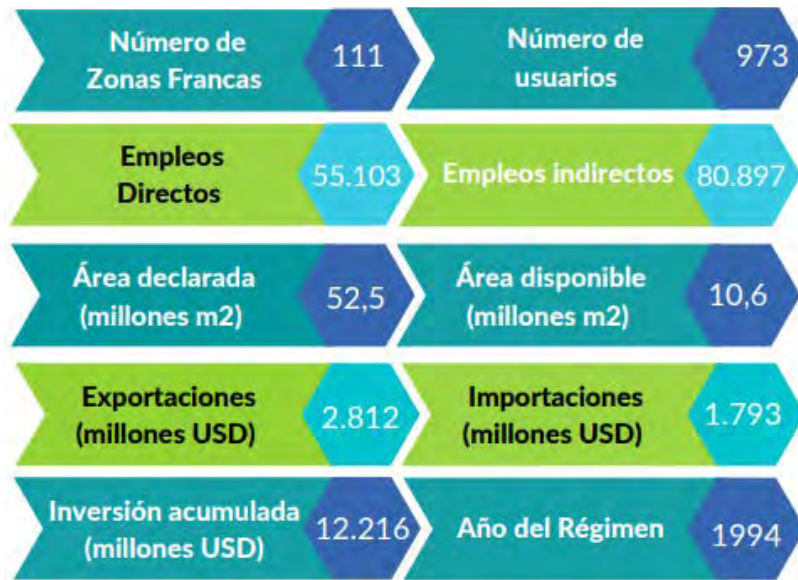 Número de
Zonas Francas
111
Número de
usuarios
973
Empleos
Directos
55.103
Empleos indirectos
80.897
Área declarada
(millones m2)
52,5
Área disponible
(millones m2)
10,6
Exportaciones
(millones USD)
2.812
Importaciones
(millones USD)
1.793
Inversión acumulada
(millones USD)
12.216
Año del Régimen
1994